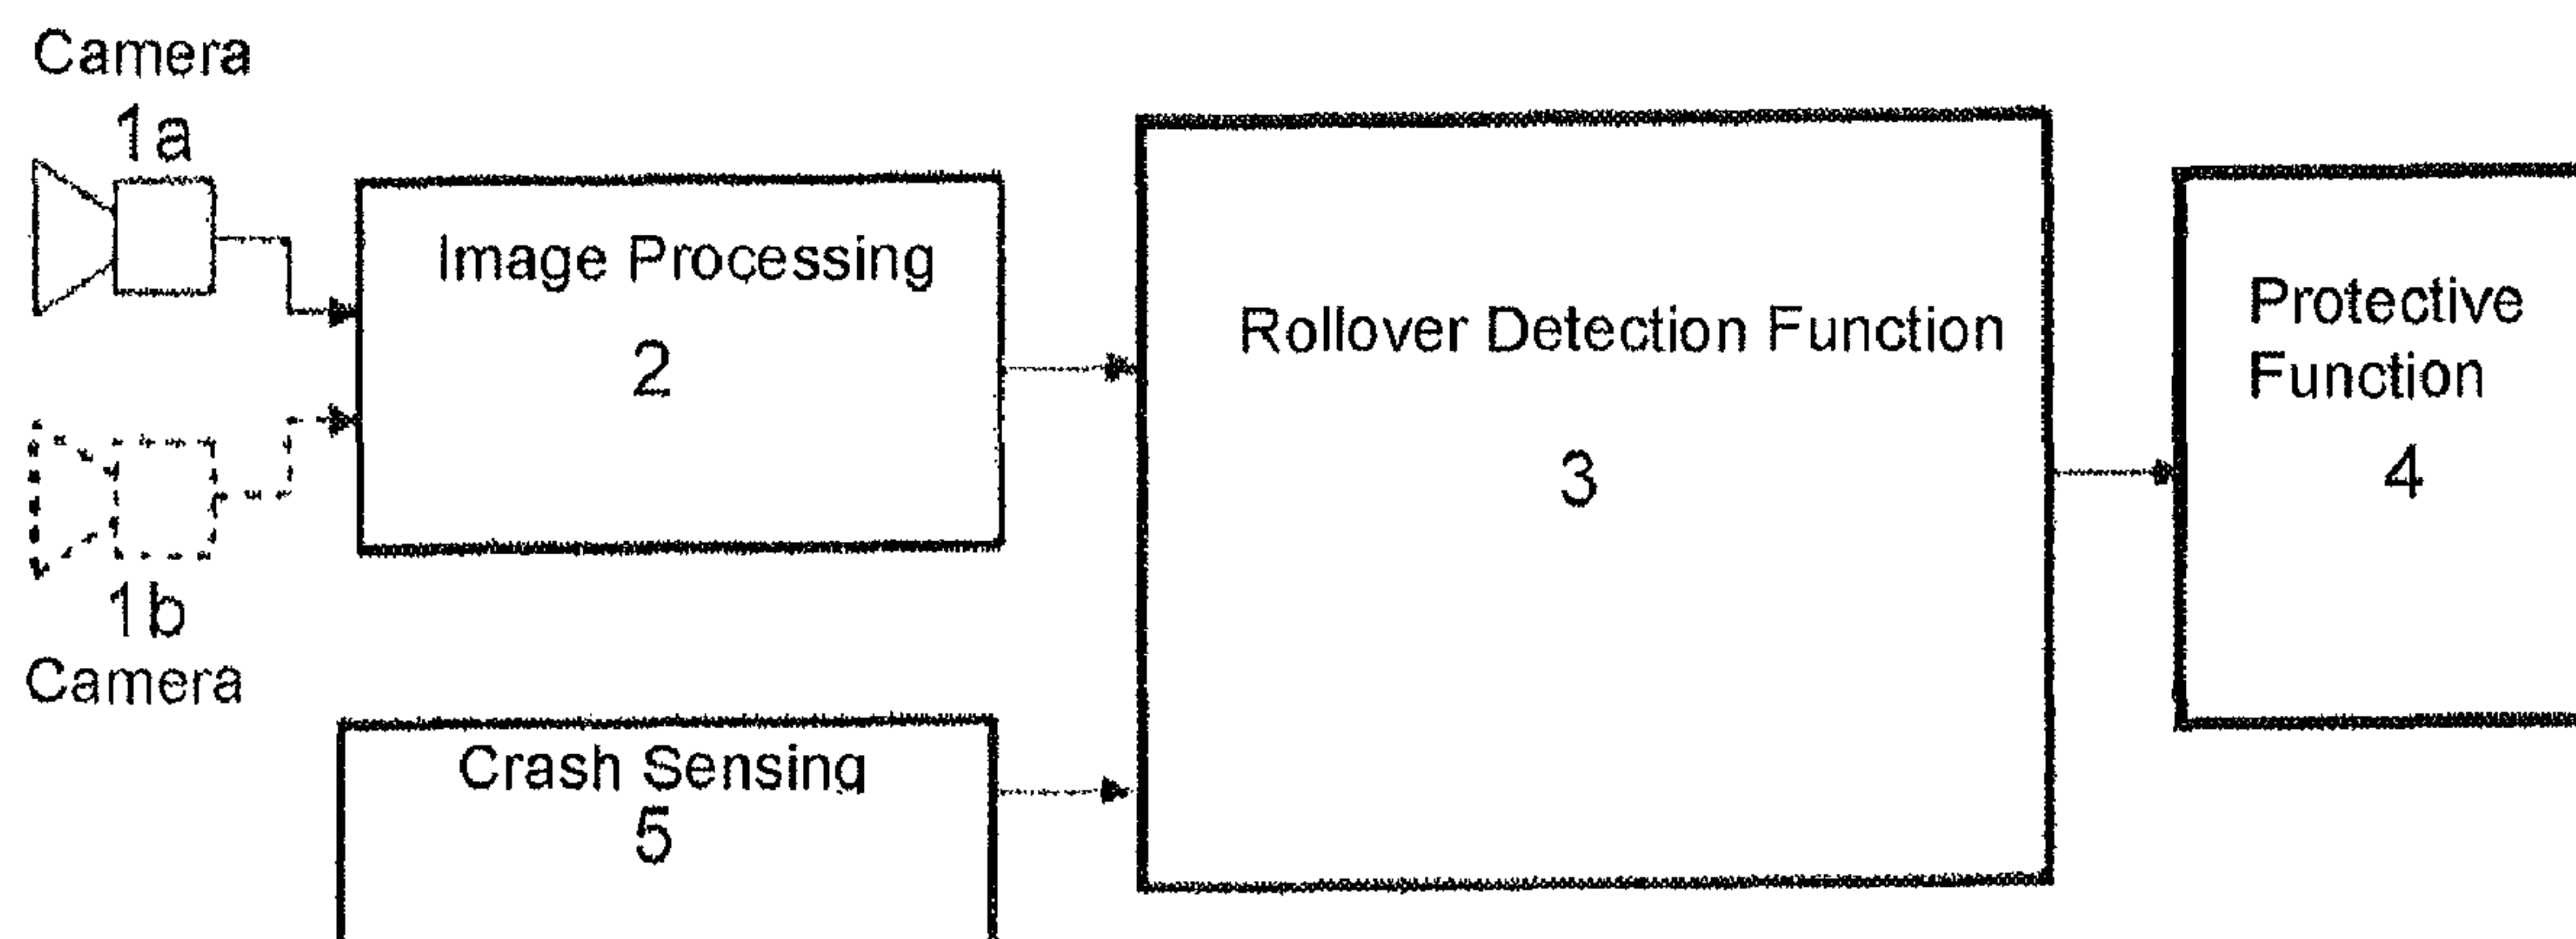 Camera
1a
Image Processing
2
1b
Camera
Crash Sensing
5
Rollover Detection Function
3
Protective
Function
4